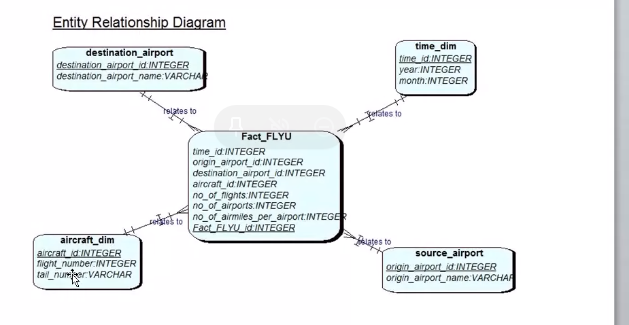 Entity Relationship Diagram
destination_airport
destination_airport_id:INTEGER
destination_airport_name:VARCHAR
time_dim
time_id:INTEGER
year:INTEGER
month:INTEGER
relates to
relates to
Fact_FLYU
time_id:INTEGER
origin_airport_id:INTEGER
destination_airport_id:INTEGER
aircraft_id:INTEGER
no_of_flights:INTEGER
no_of_airports:INTEGER
no_of_airmiles_per_airport:INTEGER
Fact_FLYU_id:INTEGER
relates to
relates to
aircraft_dim
aircraft_id:INTEGER
flight_number:INTEGER
tail_number:VARCHAR
source_airport
origin_airport_id:INTEGER
origin_airport_name:VARCHAR